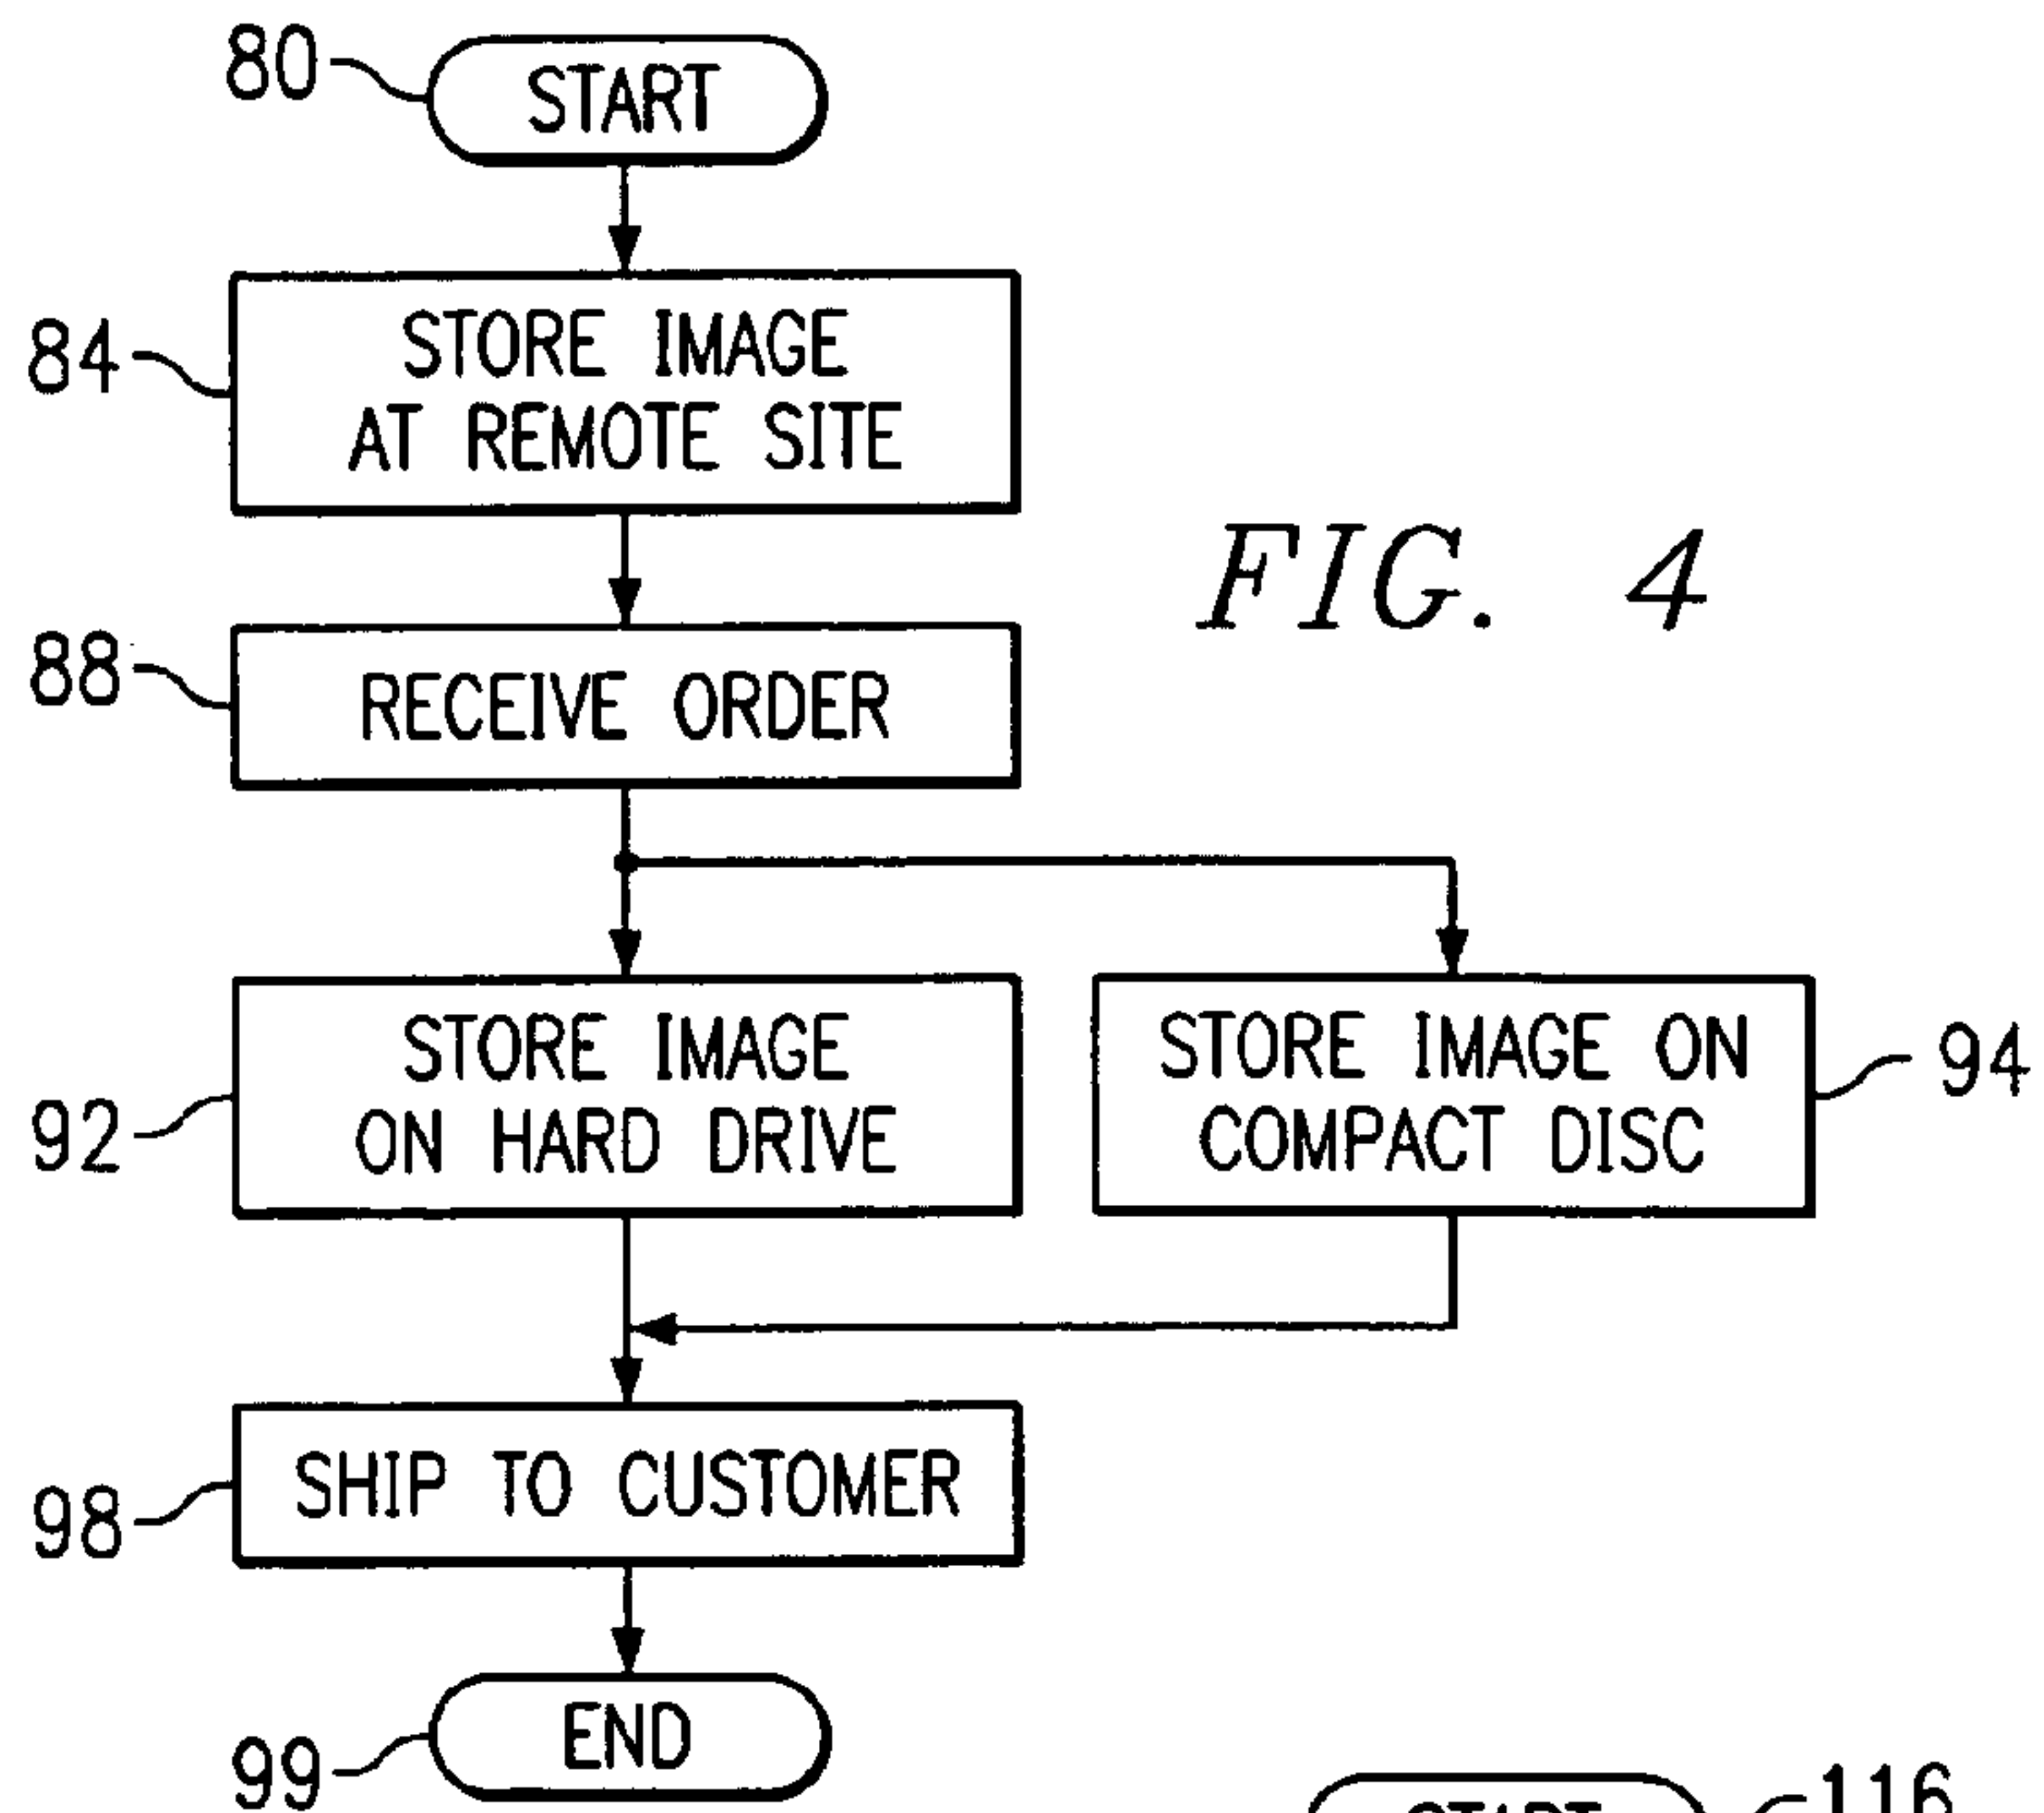 80
START
84
STORE IMAGE
AT REMOTE SITE
FIG. 4
88
RECEIVE ORDER
92
STORE IMAGE
ON HARD DRIVE
STORE IMAGE ON
COMPACT DISC
94
98
SHIP TO CUSTOMER
99
END
START
116